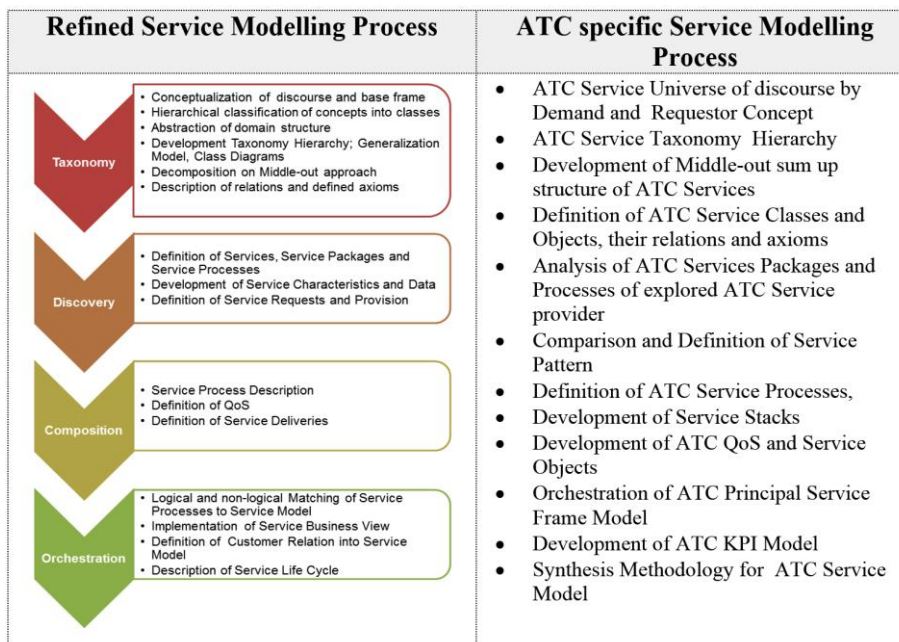 Refined Service Modelling Process
Taxonomy
• Conceptualization of discourse and base frame
• Hierarchical classification of concepts into classes
• Abstraction of domain structure
• Development Taxonomy Hierarchy; Generalization
Model, Class Diagrams
• Decomposition on Middle-out approach
• Description of relations and defined axioms
Discovery
• Definition of Services, Service Packages and
Service Processes
• Development of Service Characteristics and Data
• Definition of Service Requests and Provision
Composition
• Service Process Description
• Definition of QoS
• Definition of Service Deliveries
Orchestration
• Logical and non-logical Matching of Service
Processes to Service Model
• Implementation of Service Business View
• Definition of Customer Relation into Service
Model
• Description of Service Life Cycle
ATC specific Service Modelling
Process
• ATC Service Universe of discourse by
Demand and Requestor Concept
• ATC Service Taxonomy Hierarchy
• Development of Middle-out sum up
structure of ATC Services
• Definition of ATC Service Classes and
Objects, their relations and axioms
• Analysis of ATC Services Packages and
Processes of explored ATC Service
provider
• Comparison and Definition of Service
Pattern
• Definition of ATC Service Processes,
• Development of Service Stacks
• Development of ATC QoS and Service
Objects
• Orchestration of ATC Principal Service
Frame Model
• Development of ATC KPI Model
• Synthesis Methodology for ATC Service
Model